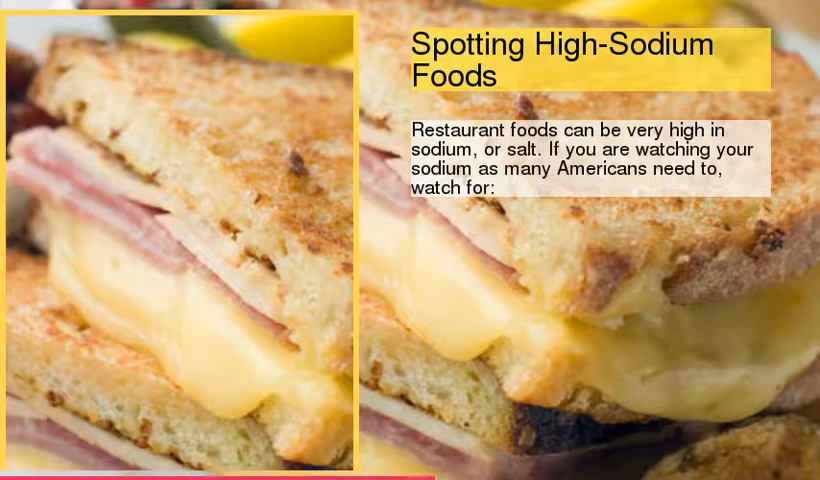 Spotting High-Sodium
Foods
Restaurant foods can be very high in
sodium, or salt. If you are watching your
sodium as many Americans need to,
watch for: